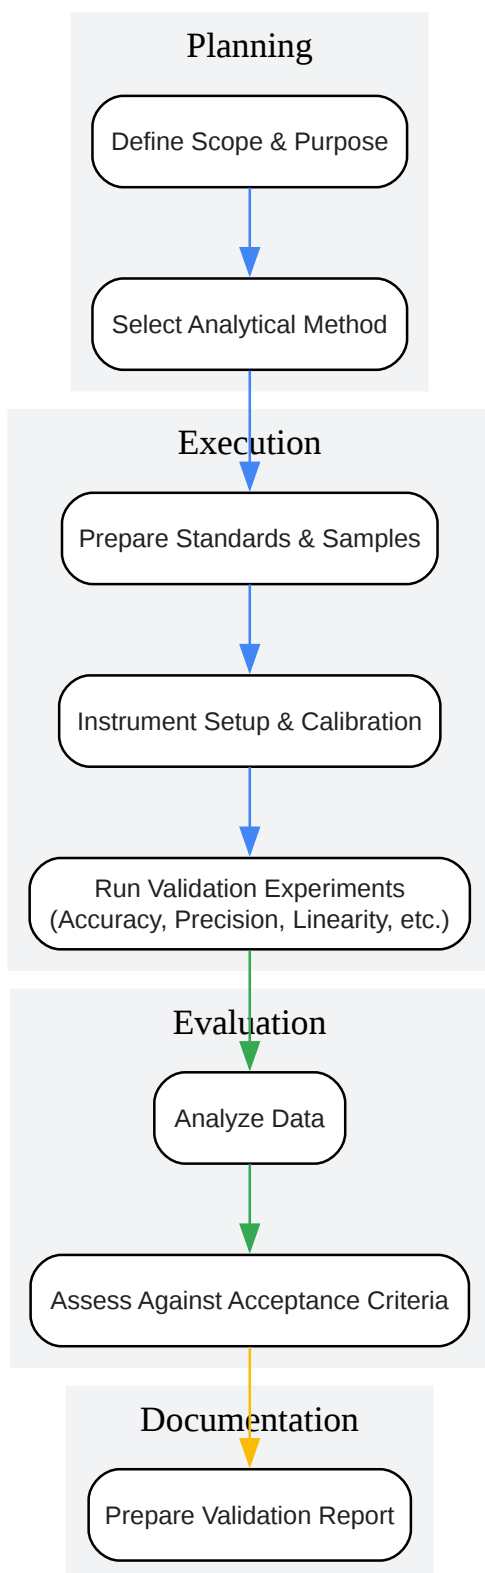 Planning
Define Scope & Purpose
Select Analytical Method
Execution
Prepare Standards & Samples
Instrument Setup & Calibration
Run Validation Experiments
(Accuracy, Precision, Linearity, etc.)
Evaluation
Analyze Data
Assess Against Acceptance Criteria
Documentation
Prepare Validation Report